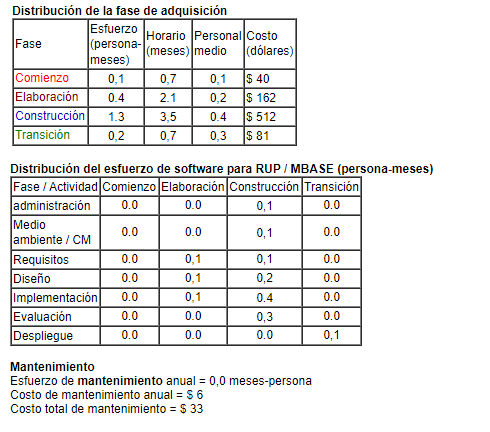 Distribución de la fase de adquisición
Fase Esfuerzo (persona-meses) Horario (meses) Personal medio Costo (dólares)
Comienzo 0,1 0,7 0,1 $ 40
Elaboración 0.4 2.1 0,2 $ 162
Construcción 1.3 3,5 0.4 $ 512
Transición 0,2 0,7 0,3 $ 81
Distribución del esfuerzo de software para RUP / MBASE (persona-meses)
Fase / Actividad Comienzo Elaboración Construcción Transición
administración 0.0 0.0 0,1 0.0
Medio ambiente / CM 0.0 0.0 0,1 0.0
Requisitos 0.0 0,1 0,1 0.0
Diseño 0.0 0,1 0,2 0.0
Implementación 0.0 0,1 0.4 0.0
Evaluación 0.0 0.0 0,3 0.0
Despliegue 0.0 0.0 0.0 0,1
Mantenimiento
Esfuerzo de mantenimiento anual = 0,0 meses-persona
Costo de mantenimiento anual = $ 6
Costo total de mantenimiento = $ 33